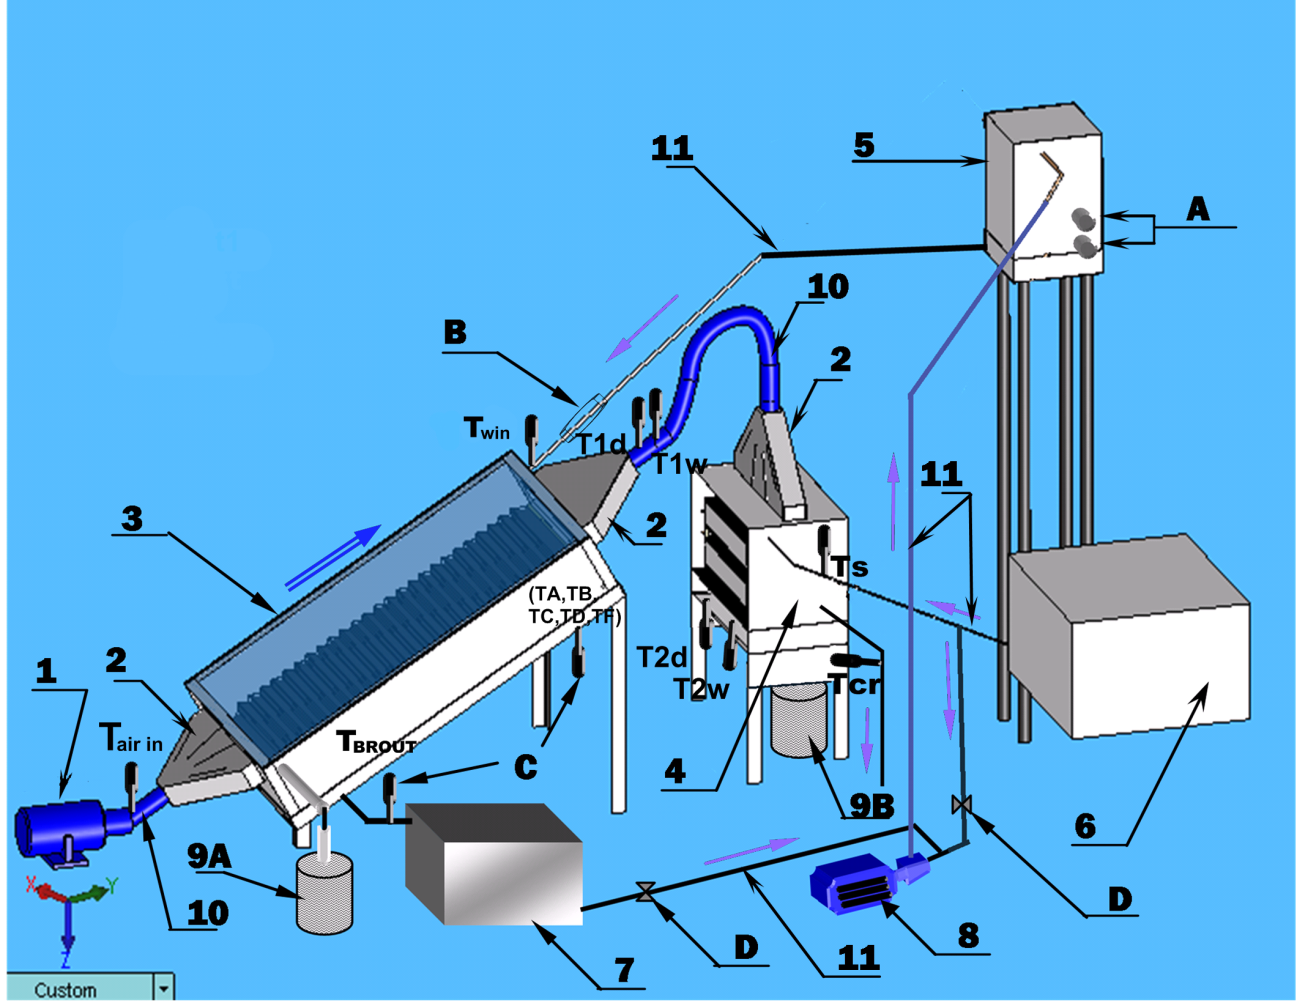 11
5
A
10
B
2
Twin
T1d
T1w
11
3
2
Ts
(TA,TB,
TC,TD,TF)
1
2
T2d
T2w
Tcr
Tair in
TBROUT
C
4
9B
6
9A
10
D
D
8
11
7
X
Y
Z
Custom